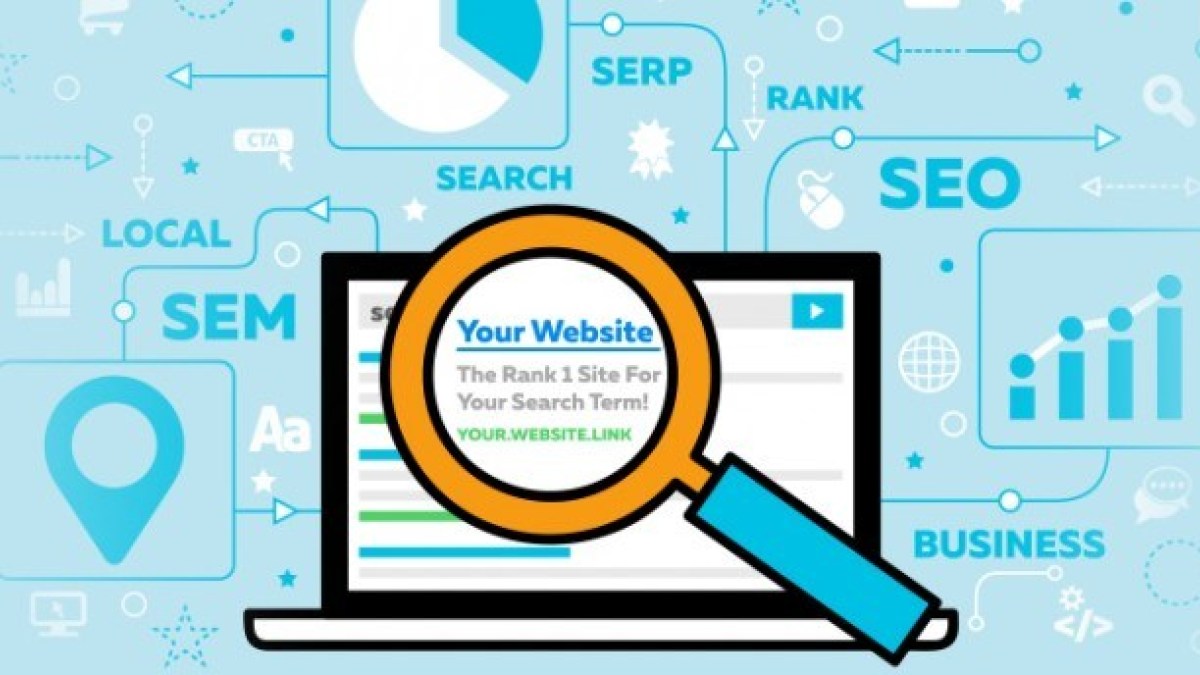 SERP
RANK
CTA
SEARCH
SEO
LOCAL
SEM
Your Website
The Rank 1 Site For
Your Search Term!
YOUR.WEBSITE.LINK
Aa
BUSINESS
</>